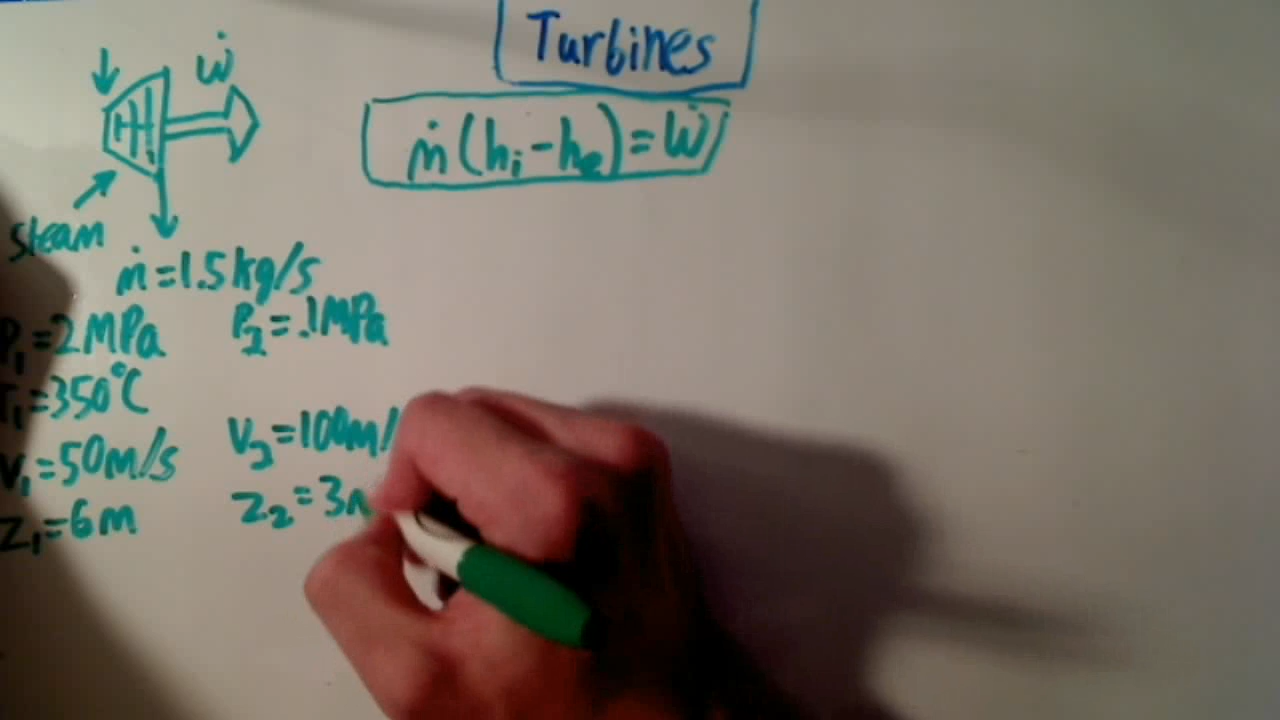 Turbines
Ẇ
ṁ(hᵢ-hₑ)=Ẇ
Steam
ṁ=1.5kg/s
P₁=2MPa P₂=.1MPa
T₁=350°C
V₁=50m/s V₂=100m/
Z₁=6m Z₂=3m